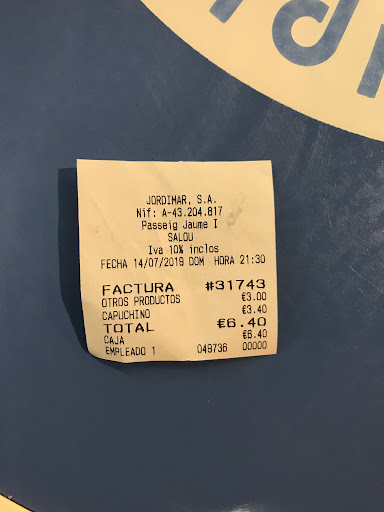 JORDIMAR, S.A.
Nif: A-43.204.817
Passeig Jaume I
SALOU
Iva 10% inclos
FECHA 14/07/2019 DOM HORA 21:30
FACTURA #31743
OTROS PRODUCTOS €3.00
CAPUCHINO €3.40
TOTAL €6.40
CAJA €6.40
EMPLEADO 1 049736 00000